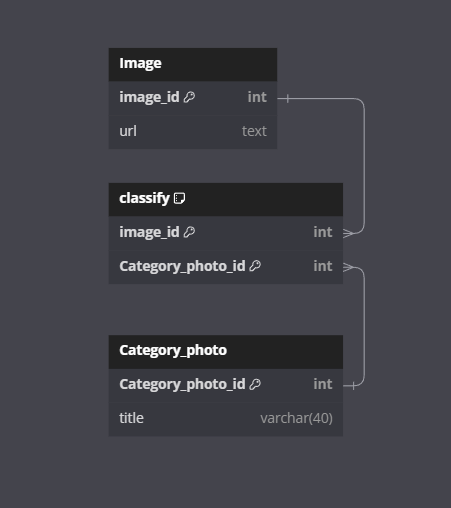 Image
image_id int
url text
classify
image_id int
Category_photo_id int
Category_photo
Category_photo_id int
title varchar(40)